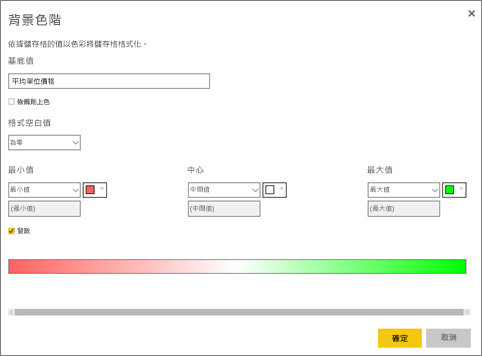 背景色階
依據儲存格的值以色彩將儲存格格式化。
基底值
平均單位價格
依規則上色
格式空白值
為零
最小值 中心 最大值
最小值 中間值 最大值
(最小值) (中間值) (最大值)
發散
確定 取消